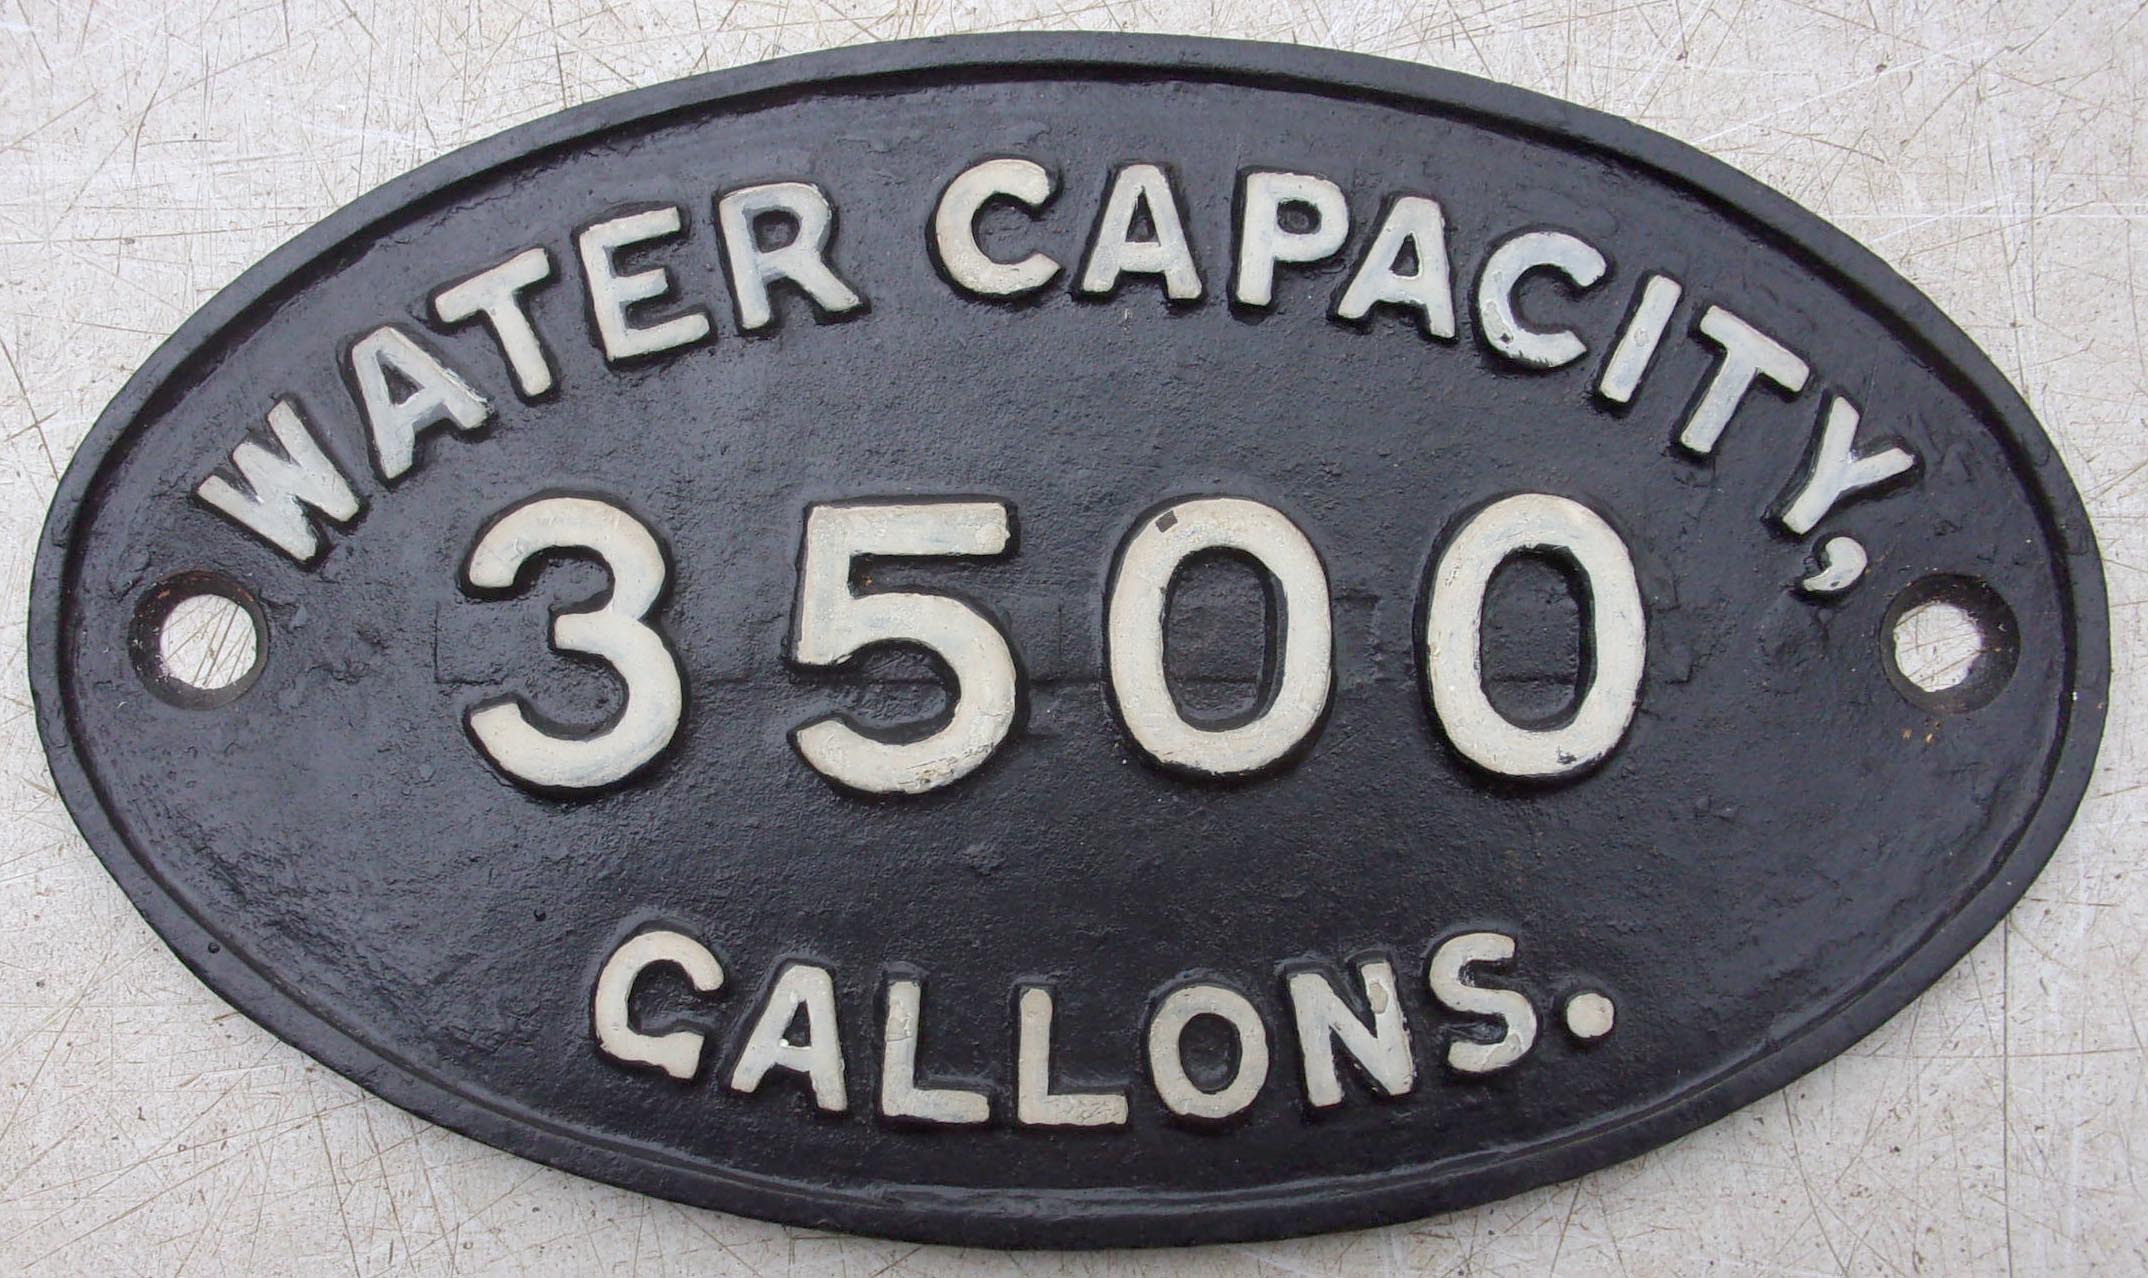 WATER CAPACITY,
3500
GALLONS.